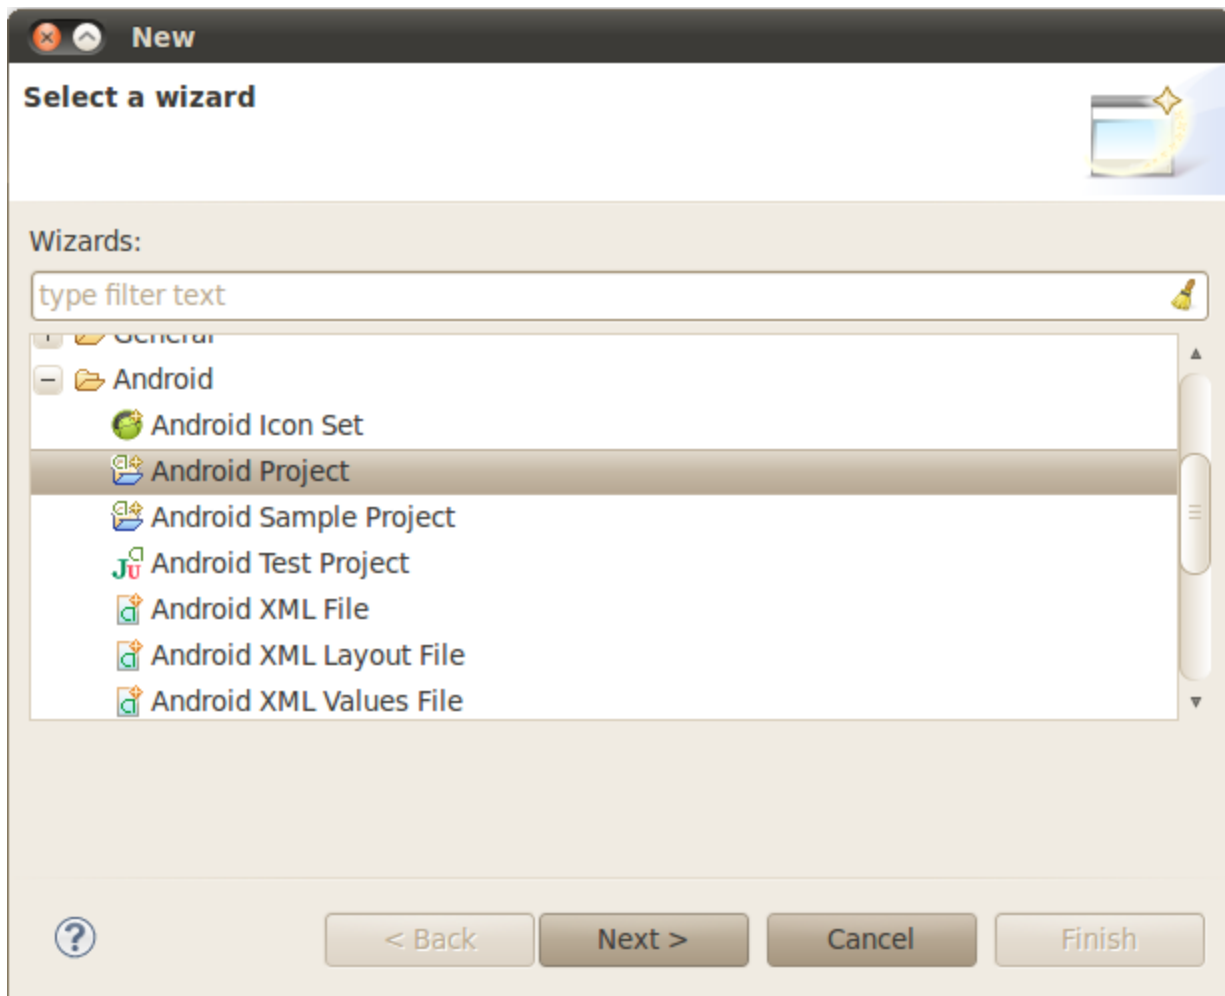 New
Select a wizard
Wizards:
type filter text
General
Android
Android Icon Set
Android Project
Android Sample Project
Android Test Project
Android XML File
Android XML Layout File
Android XML Values File
? < Back Next > Cancel Finish